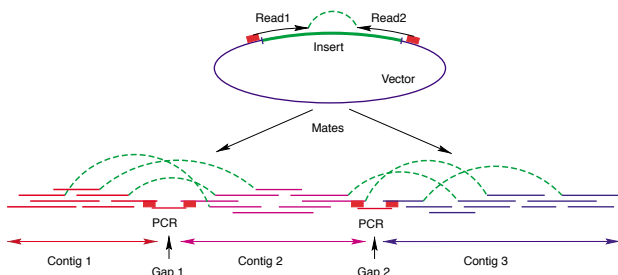 Read1 Read2
Insert
Vector
Mates
PCR PCR
Contig 1 Contig 2 Contig 3
Gap 1 Gap 2